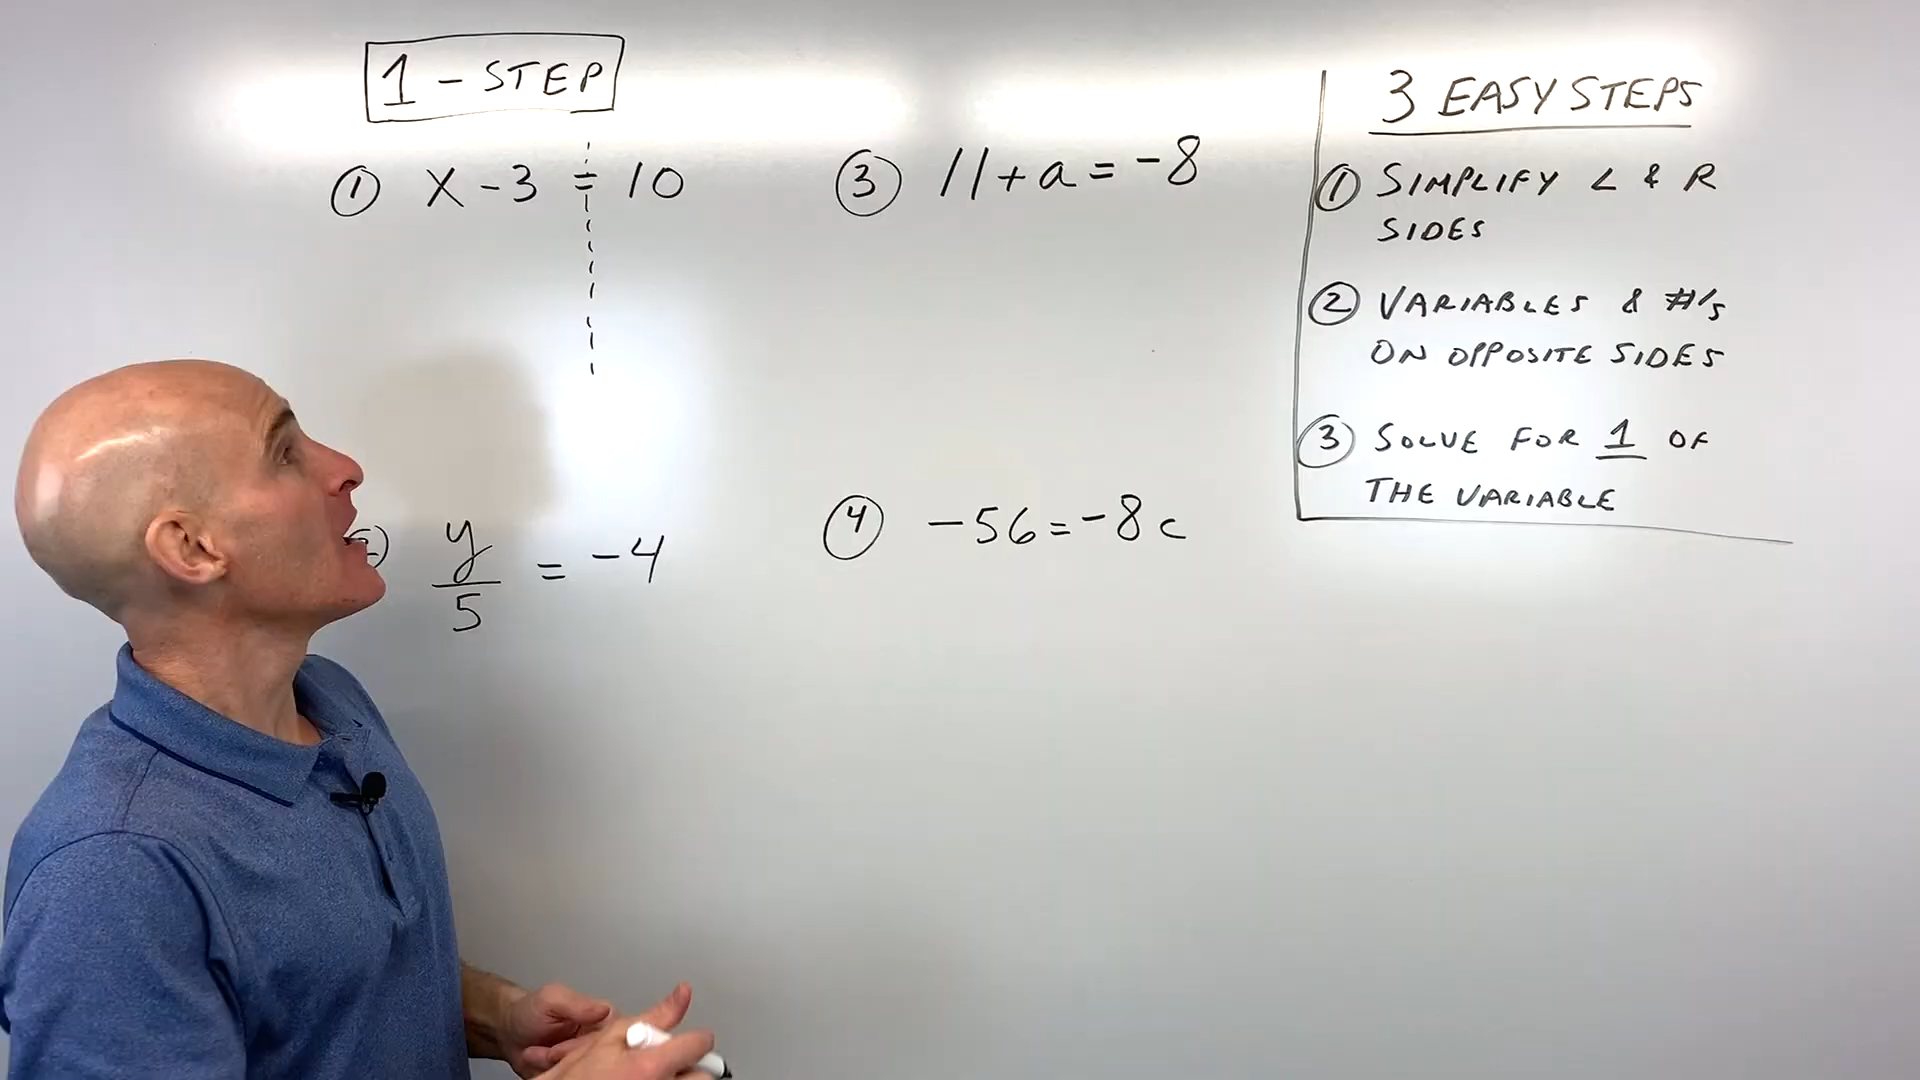 1 - STEP
① x - 3 = 10
② y/5 = -4
③ 11 + a = -8
④ -56 = -8c
3 EASY STEPS
① SIMPLIFY L & R
SIDES
② VARIABLES & #'s
ON OPPOSITE SIDES
③ SOLVE FOR 1 OF
THE VARIABLE